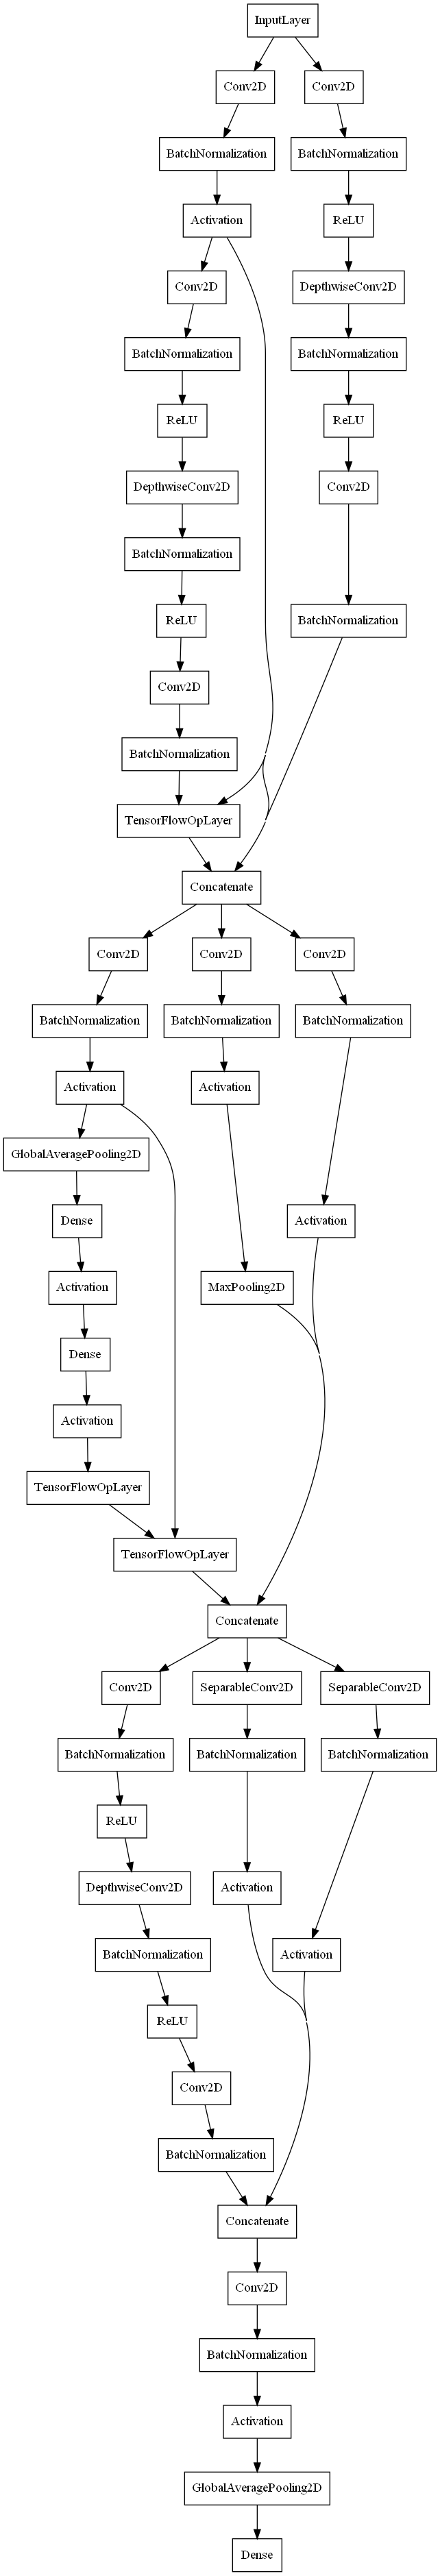 InputLayer
Conv2D
Conv2D
BatchNormalization
BatchNormalization
Activation
ReLU
Conv2D
DepthwiseConv2D
BatchNormalization
BatchNormalization
ReLU
ReLU
DepthwiseConv2D
Conv2D
BatchNormalization
ReLU
BatchNormalization
Conv2D
BatchNormalization
TensorFlowOpLayer
Concatenate
Conv2D
Conv2D
Conv2D
BatchNormalization
BatchNormalization
BatchNormalization
Activation
Activation
GlobalAveragePooling2D
Dense
Activation
Activation
MaxPooling2D
Dense
Activation
TensorFlowOpLayer
TensorFlowOpLayer
Concatenate
Conv2D
SeparableConv2D
SeparableConv2D
BatchNormalization
BatchNormalization
BatchNormalization
ReLU
DepthwiseConv2D
Activation
BatchNormalization
Activation
ReLU
Conv2D
BatchNormalization
Concatenate
Conv2D
BatchNormalization
Activation
GlobalAveragePooling2D
Dense